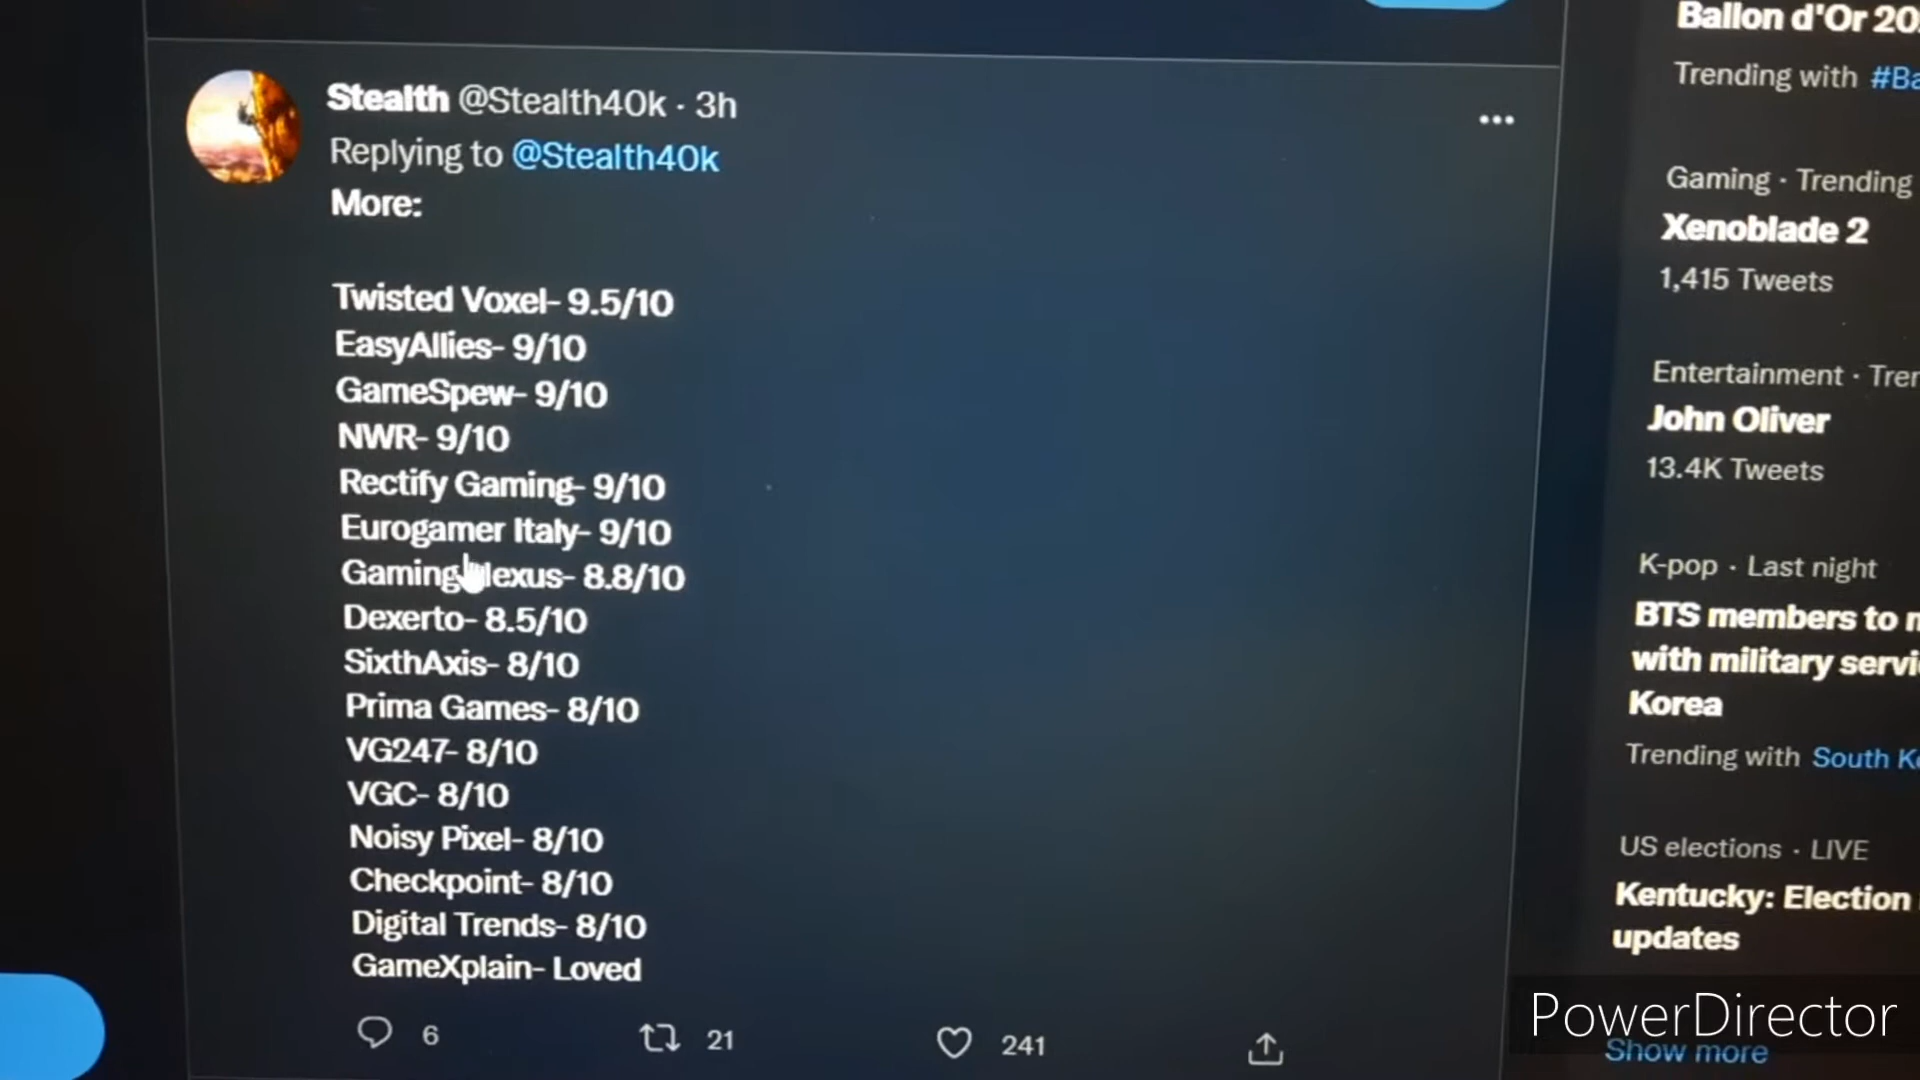 Stealth @Stealth40k · 3h
Replying to @Stealth40k
More:
Twisted Voxel- 9.5/10
EasyAllies- 9/10
GameSpew- 9/10
NWR- 9/10
Rectify Gaming- 9/10
Eurogamer Italy- 9/10
Gaming lexus- 8.8/10
Dexerto- 8.5/10
SixthAxis- 8/10
Prima Games- 8/10
VG247- 8/10
VGC- 8/10
Noisy Pixel- 8/10
Checkpoint- 8/10
Digital Trends- 8/10
GameXplain- Loved
6 21 241
Ballon d'Or
Trending with
Gaming · Trending
Xenoblade 2
1,415 Tweets
Entertainment ·
John Oliver
13.4K Tweets
K-pop · Last night
BTS members to
with military
Korea
Trending with South
US elections · LIVE
Kentucky: Election
updates
Show more
PowerDirector